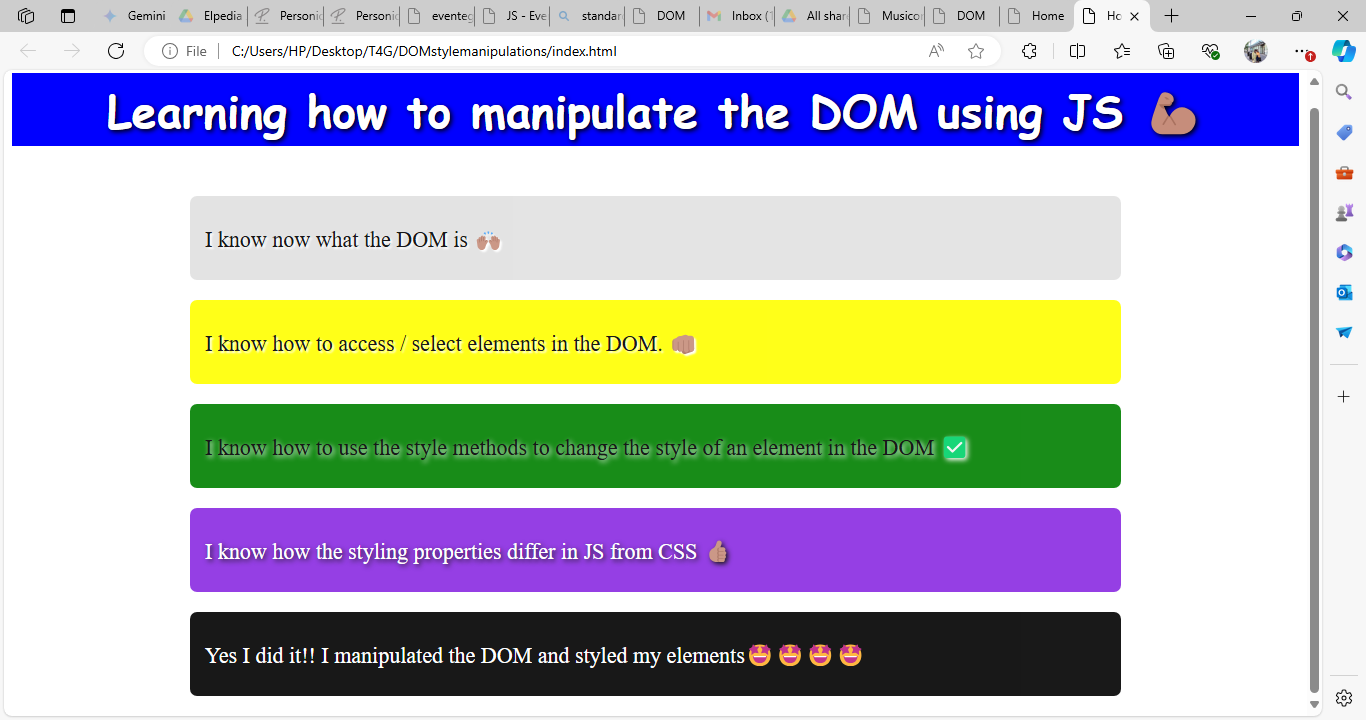 Gemini
Elpedia
Personic
Personic
eventeg
JS - Eve
standar
DOM
Inbox (1
All shar
Musicor
DOM
Home
Ho
File
C:/Users/HP/Desktop/T4G/DOMstylemanipulations/index.html
Learning how to manipulate the DOM using JS 💪🏽
I know now what the DOM is 🙌🏽
I know how to access / select elements in the DOM. 👊🏽
I know how to use the style methods to change the style of an element in the DOM ✅
I know how the styling properties differ in JS from CSS 👍🏽
Yes I did it!! I manipulated the DOM and styled my elements🤩 🤩 🤩 🤩